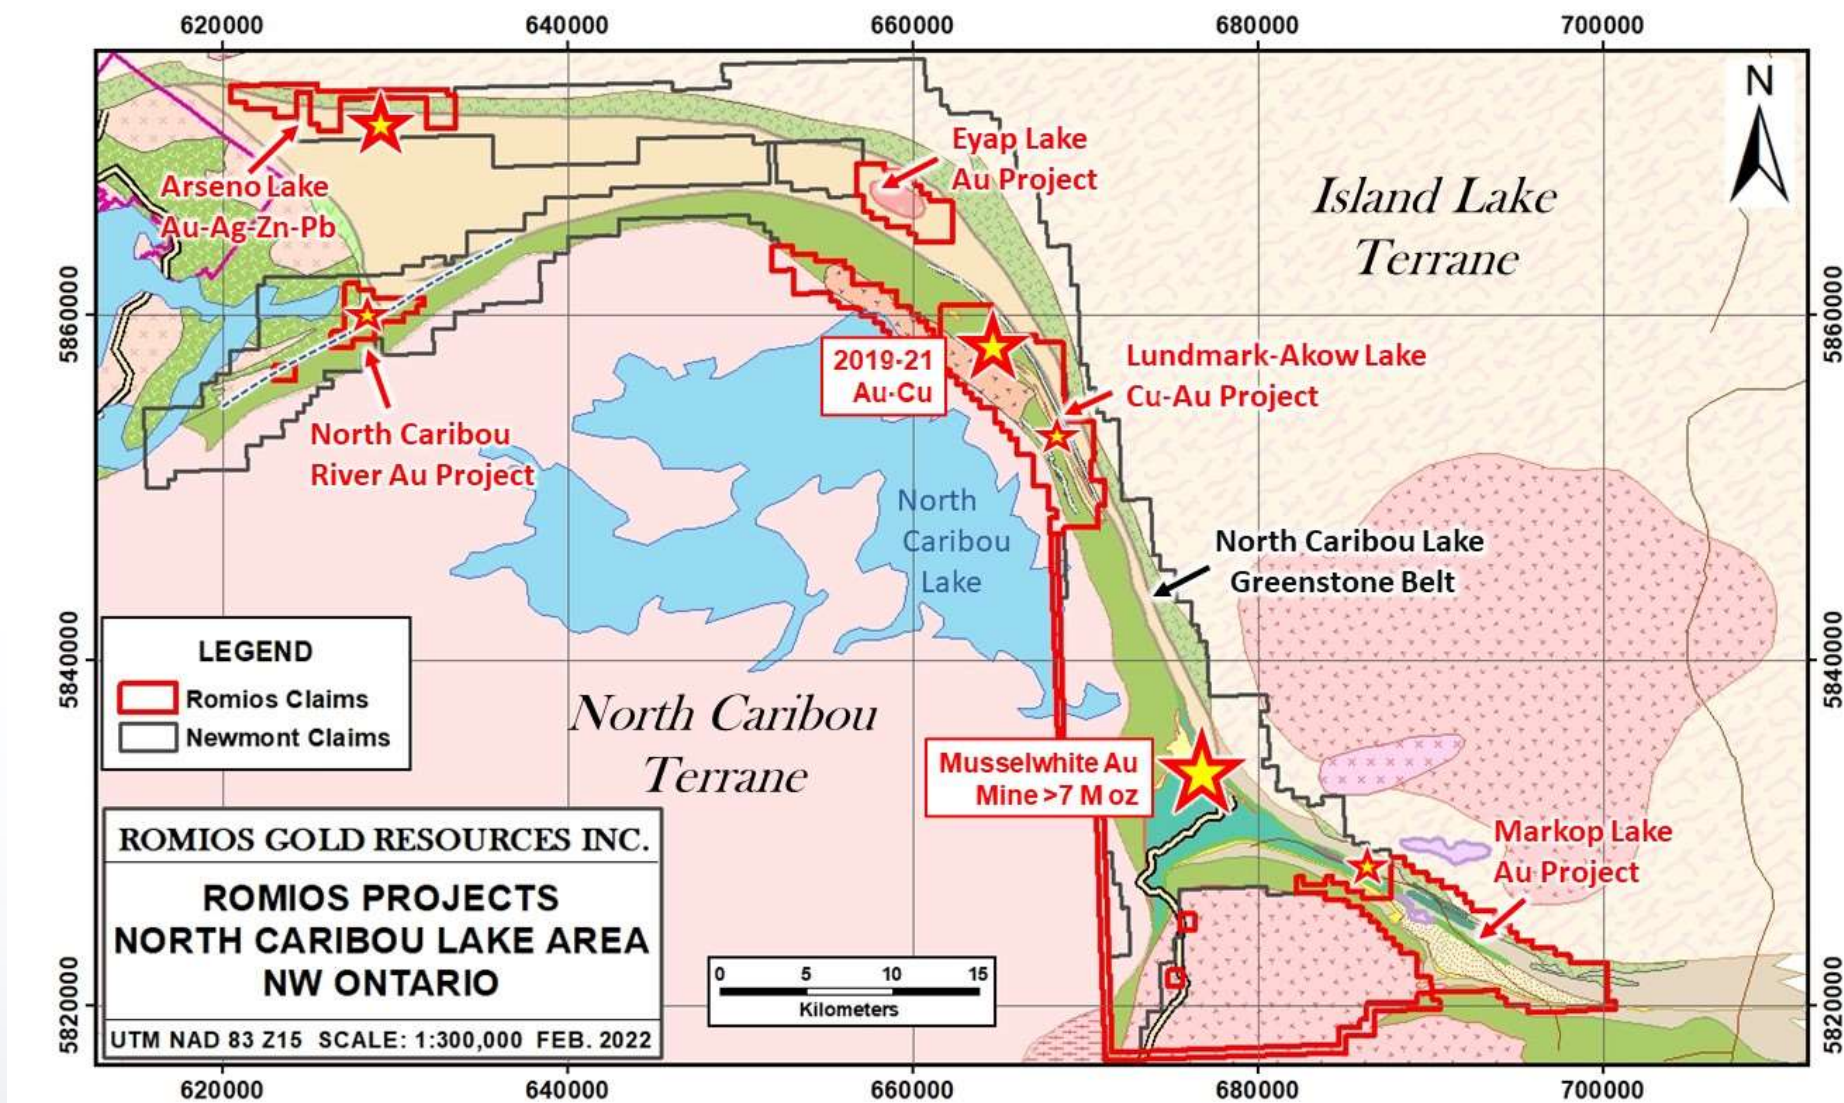 620000
640000
660000
680000
700000
N
Eyap Lake
Au Project
Arseno Lake
Au-Ag-Zn-Pb
Island Lake
Terrane
5860000
5860000
2019-21
Au-Cu
Lundmark-Akow Lake
Cu-Au Project
North Caribou
River Au Project
North
Caribou
Lake
North Caribou Lake
Greenstone Belt
LEGEND
Romios Claims
Newmont Claims
5840000
5840000
North Caribou
Terrane
Musselwhite Au
Mine >7 M oz
Markop Lake
Au Project
ROMIOS GOLD RESOURCES INC.
ROMIOS PROJECTS
NORTH CARIBOU LAKE AREA
NW ONTARIO
UTM NAD 83 Z15 SCALE: 1:300,000 FEB. 2022
0 5 10 15
Kilometers
5820000
5820000
620000
640000
660000
680000
700000